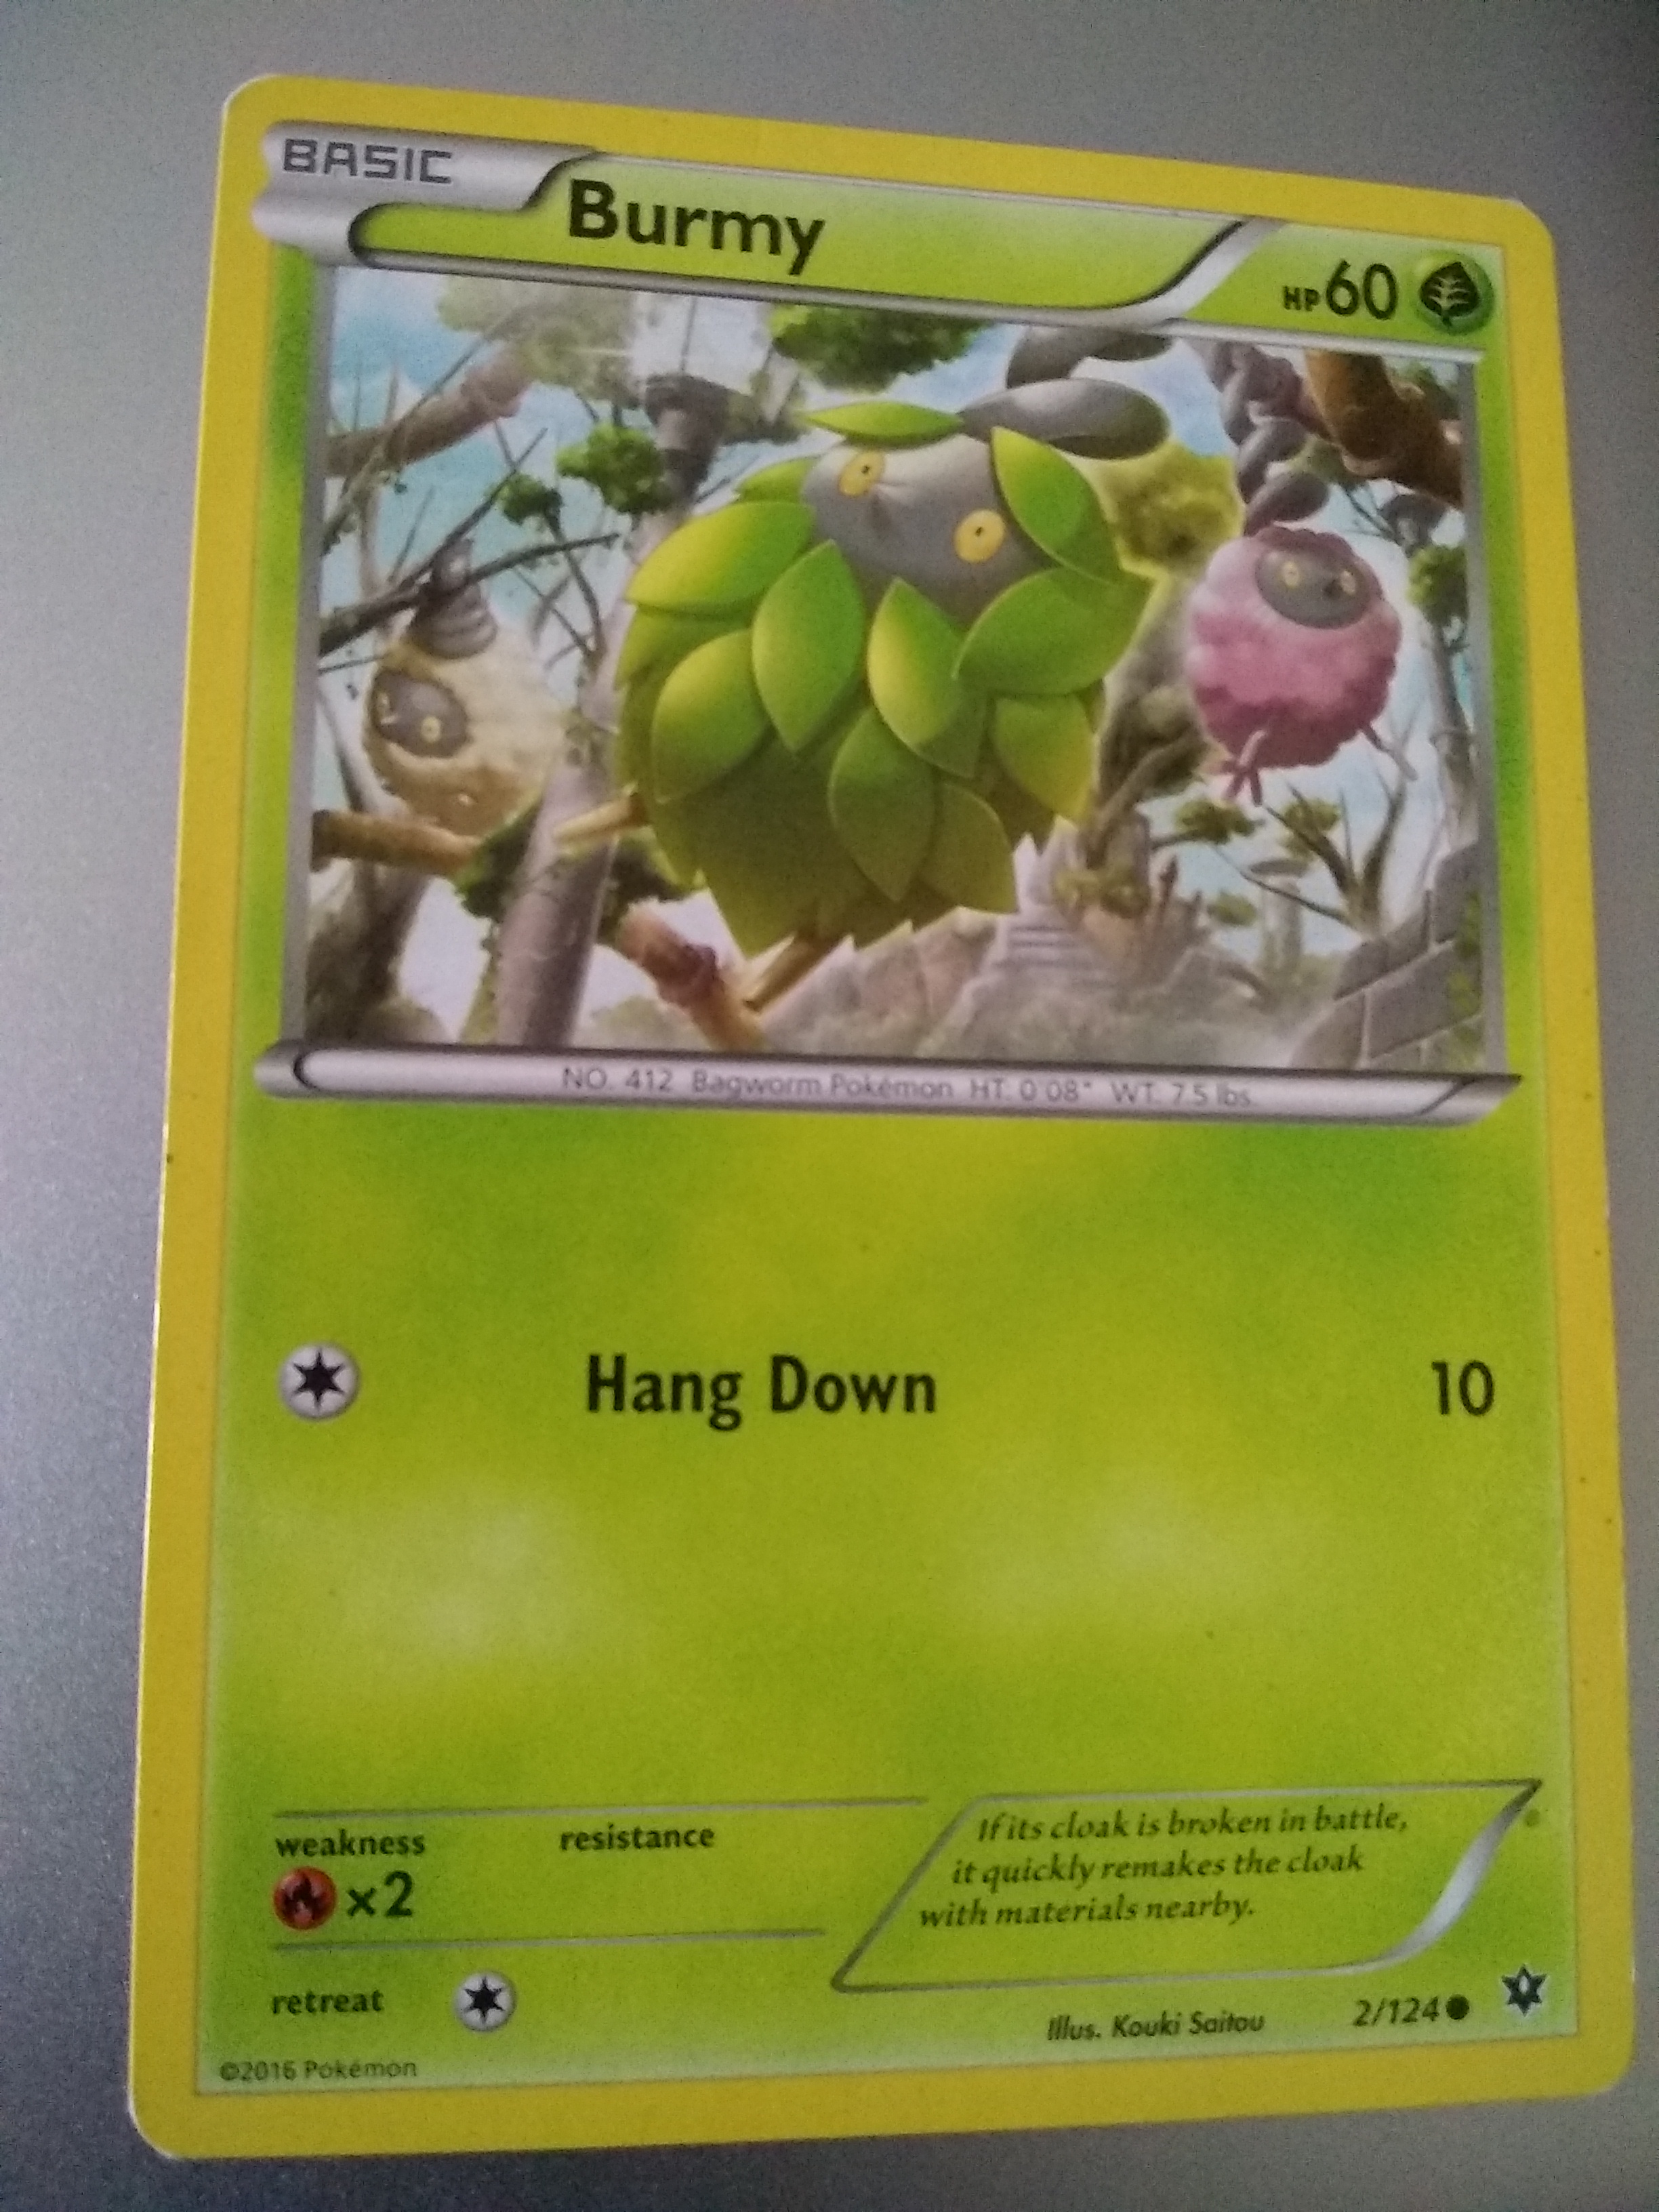 BASIC
Burmy
HP60
NO. 412 Bagworm Pokémon HT. 0'08" WT. 7.5 lbs.
Hang Down 10
weakness resistance
×2
If its cloak is broken in battle,
it quickly remakes the cloak
with materials nearby.
retreat
Illus. Kouki Saitou 2/124
©2016 Pokémon